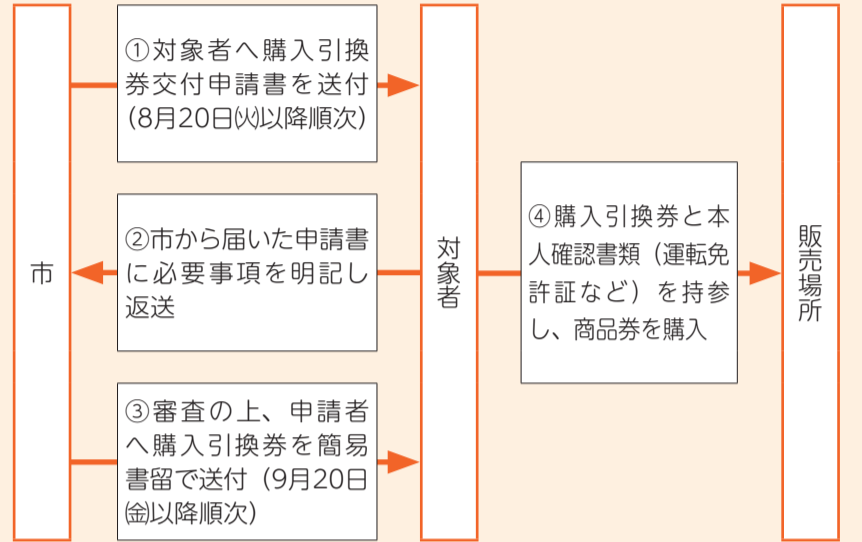 市
①対象者へ購入引換
券交付申請書を送付
(8月20日㈫以降順次)
②市から届いた申請書
に必要事項を明記し
返送
③審査の上、申請者
へ購入引換券を簡易
書留で送付（9月20日
㈮以降順次）
対象者
④購入引換券と本
人確認書類（運転免
許証など）を持参
し、商品券を購入
販売場所